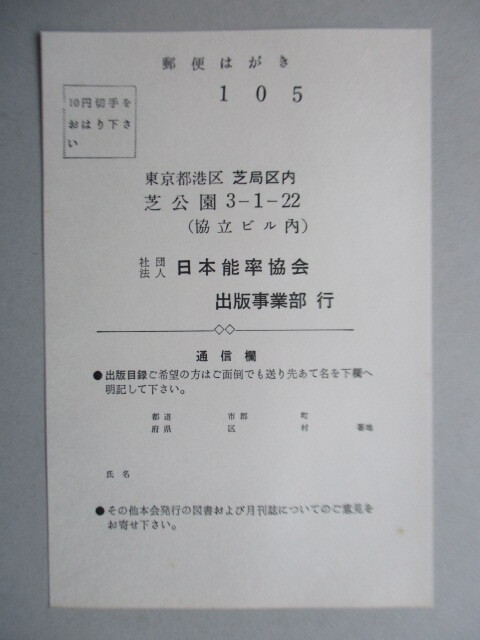 郵便はがき
105
10円切手を
おはり下さ
い
東京都港区 芝局区内
芝公園3-1-22
(協立ビル内)
社団
法人 日本能率協会
出版事業部 行
通信欄
●出版目録ご希望の方はご面倒でも送り先あて名を下欄へ
明記して下さい。
都道 市郡 町
府県 区 村 番地
氏名
●その他本会発行の図書および月刊誌についてのご意見を
お寄せ下さい。